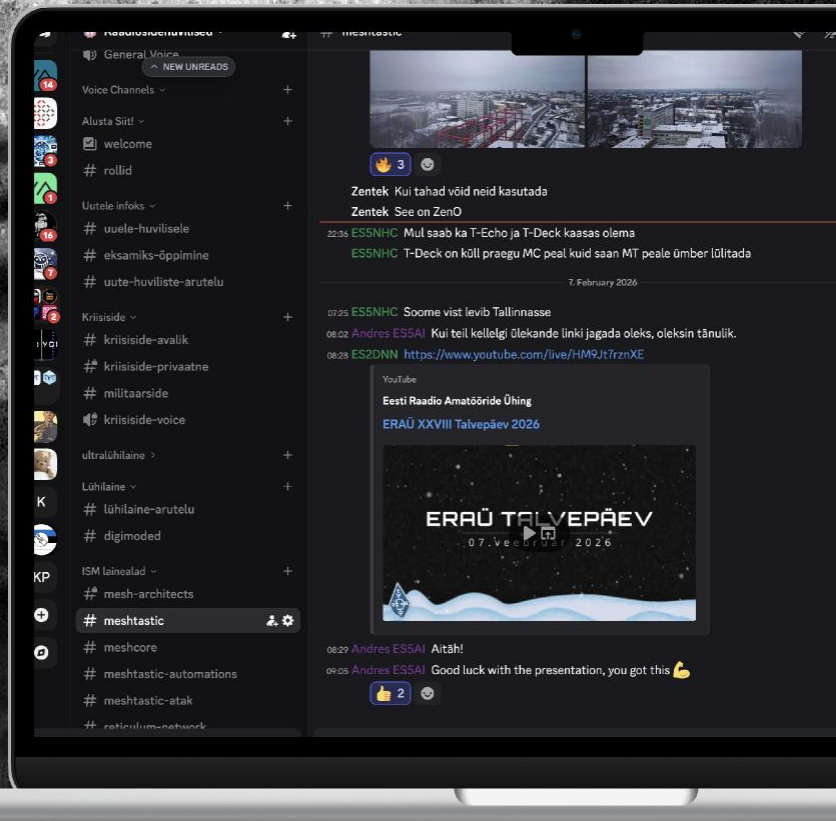 Raadiosidehuvilised
General Voice
NEW UNREADS
Voice Channels
Alusta Siit!
welcome
rollid
Uutele infoks
uuele-huvilisele
eksamiks-õppimine
uute-huviliste-arutelu
Kriisiside
kriisiside-avalik
kriisiside-privaatne
militaarside
kriisiside-voice
ultralühilaine
Lühilaine
lühilaine-arutelu
digimoded
ISM lainealad
mesh-architects
meshtastic
meshcore
meshtastic-automations
meshtastic-atak
reticulum-network
14
3
1
16
7
2
K
KP
meshtastic
3
Zentek Kui tahad võid neid kasutada
Zentek See on ZenO
22:36 ES5NHC Mul saab ka T-Echo ja T-Deck kaasas olema
ES5NHC T-Deck on küll praegu MC peal kuid saan MT peale ümber lülitada
7. February 2026
07:25 ES5NHC Soome vist levib Tallinnasse
08:02 Andres ES5AI Kui teil kellelgi ülekande linki jagada oleks, oleksin tänulik.
08:28 ES2DNN https://www.youtube.com/live/HM9Jt7rznXE
YouTube
Eesti Raadio Amatööride Ühing
ERAÜ XXVIII Talvepäev 2026
ERAÜ TALVEPÄEV
07.veebruar 2026
08:29 Andres ES5AI Aitäh!
09:05 Andres ES5AI Good luck with the presentation, you got this
2